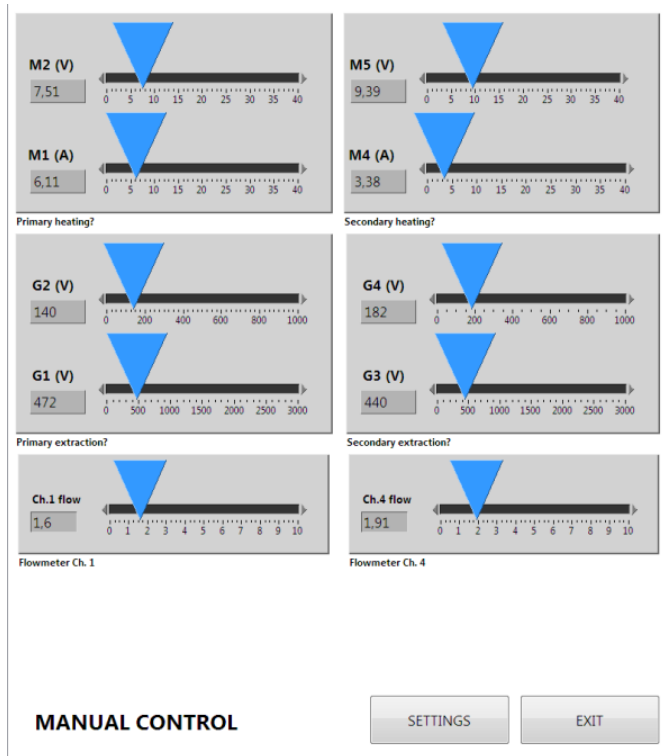 M2 (V)
7,51
0 5 10 15 20 25 30 35 40
M1 (A)
6,11
0 5 10 15 20 25 30 35 40
Primary heating?
M5 (V)
9,39
0 5 10 15 20 25 30 35 40
M4 (A)
3,38
0 5 10 15 20 25 30 35 40
Secondary heating?
G2 (V)
140
0 200 400 600 800 1000
G1 (V)
472
0 500 1000 1500 2000 2500 3000
Primary extraction?
G4 (V)
182
0 200 400 600 800 1000
G3 (V)
440
0 500 1000 1500 2000 2500 3000
Secondary extraction?
Ch.1 flow
1,6
0 1 2 3 4 5 6 7 8 9 10
Flowmeter Ch. 1
Ch.4 flow
1,91
0 1 2 3 4 5 6 7 8 9 10
Flowmeter Ch. 4
MANUAL CONTROL
SETTINGS
EXIT